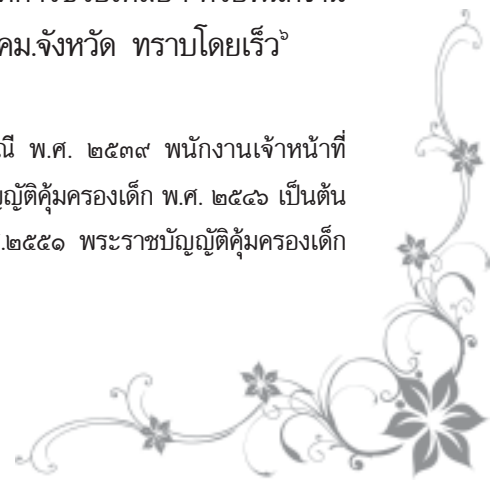 คม.จังหวัด ทราบโดยเร็ว๖
ณี พ.ศ. ๒๕๓๙ พนักงานเจ้าหน้าที่
ญัติคุ้มครองเด็ก พ.ศ. ๒๕๔๖ เป็นต้น
.๒๕๕๑ พระราชบัญญัติคุ้มครองเด็ก